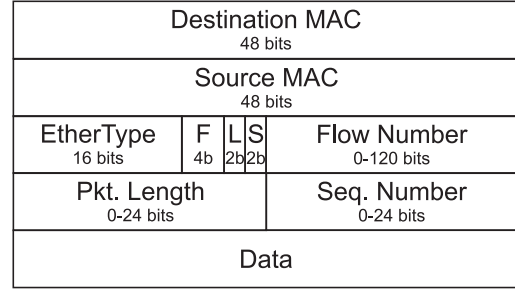 Destination MAC
48 bits
Source MAC
48 bits
EtherType F L S Flow Number
16 bits 4b 2b 2b 0-120 bits
Pkt. Length Seq. Number
0-24 bits 0-24 bits
Data